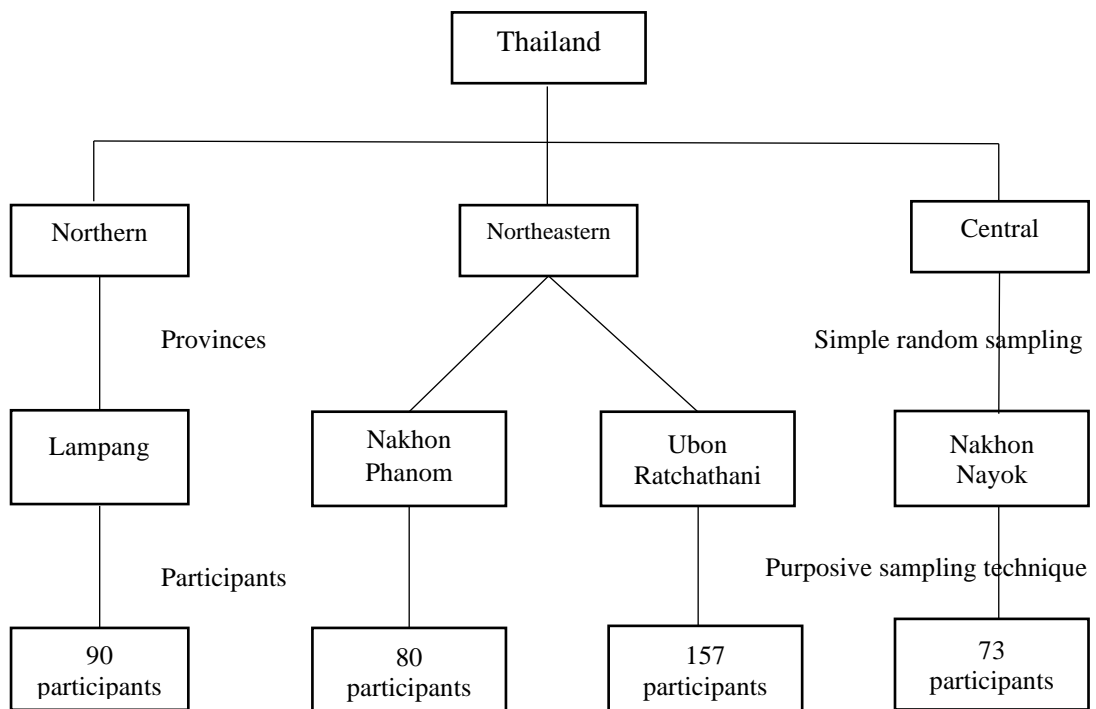 Thailand
Northern
Northeastern
Central
Provinces
Simple random sampling
Lampang
Nakhon
Phanom
Ubon
Ratchathani
Nakhon
Nayok
Participants
Purposive sampling technique
90
participants
80
participants
157
participants
73
participants